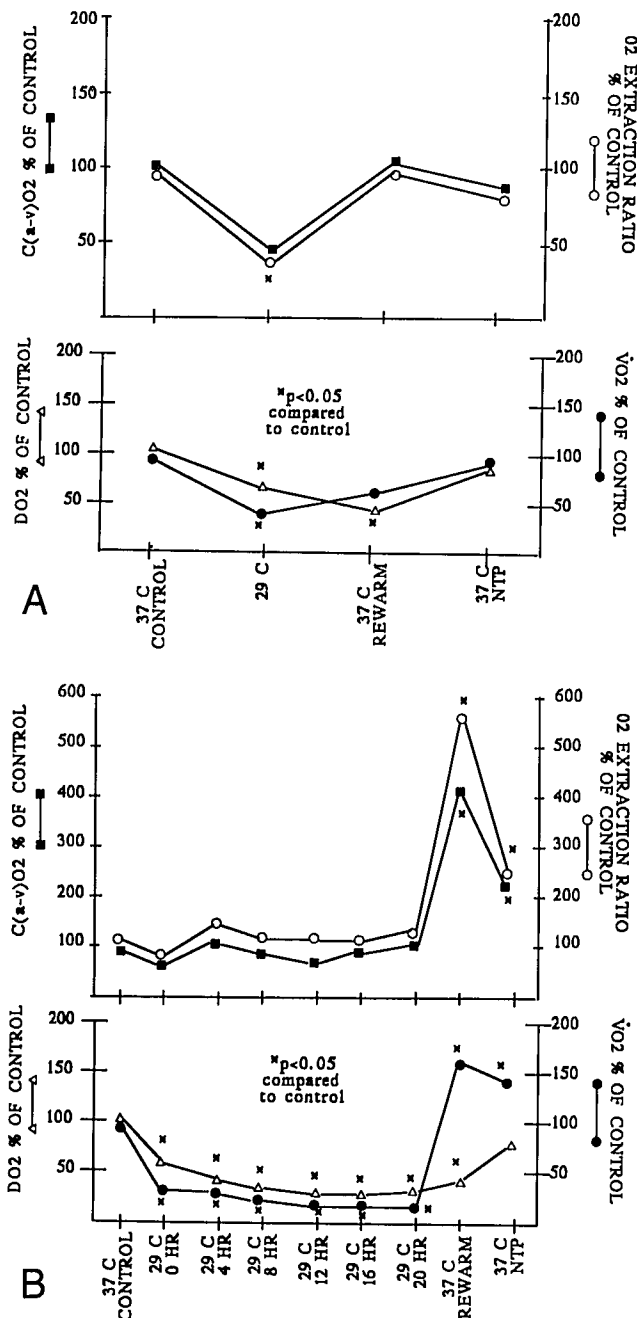 200
150
100
50
C(a-v)O2 % OF CONTROL
200
150
100
50
02 EXTRACTION RATIO
% OF CONTROL
200
150
100
50
DO2 % OF CONTROL
*p<0.05
compared
to control
200
150
100
50
V̇O2 % OF CONTROL
37 C
CONTROL
29 C
37 C
REWARM
37 C
NTP
A
600
500
400
300
200
100
C(a-v)O2 % OF CONTROL
600
500
400
300
200
100
02 EXTRACTION RATIO
% OF CONTROL
200
150
100
50
DO2 % OF CONTROL
*p<0.05
compared
to control
200
150
100
50
V̇O2 % OF CONTROL
37 C
CONTROL
29 C
0 HR
29 C
4 HR
29 C
8 HR
29 C
12 HR
29 C
16 HR
29 C
20 HR
37 C
REWARM
37 C
NTP
B